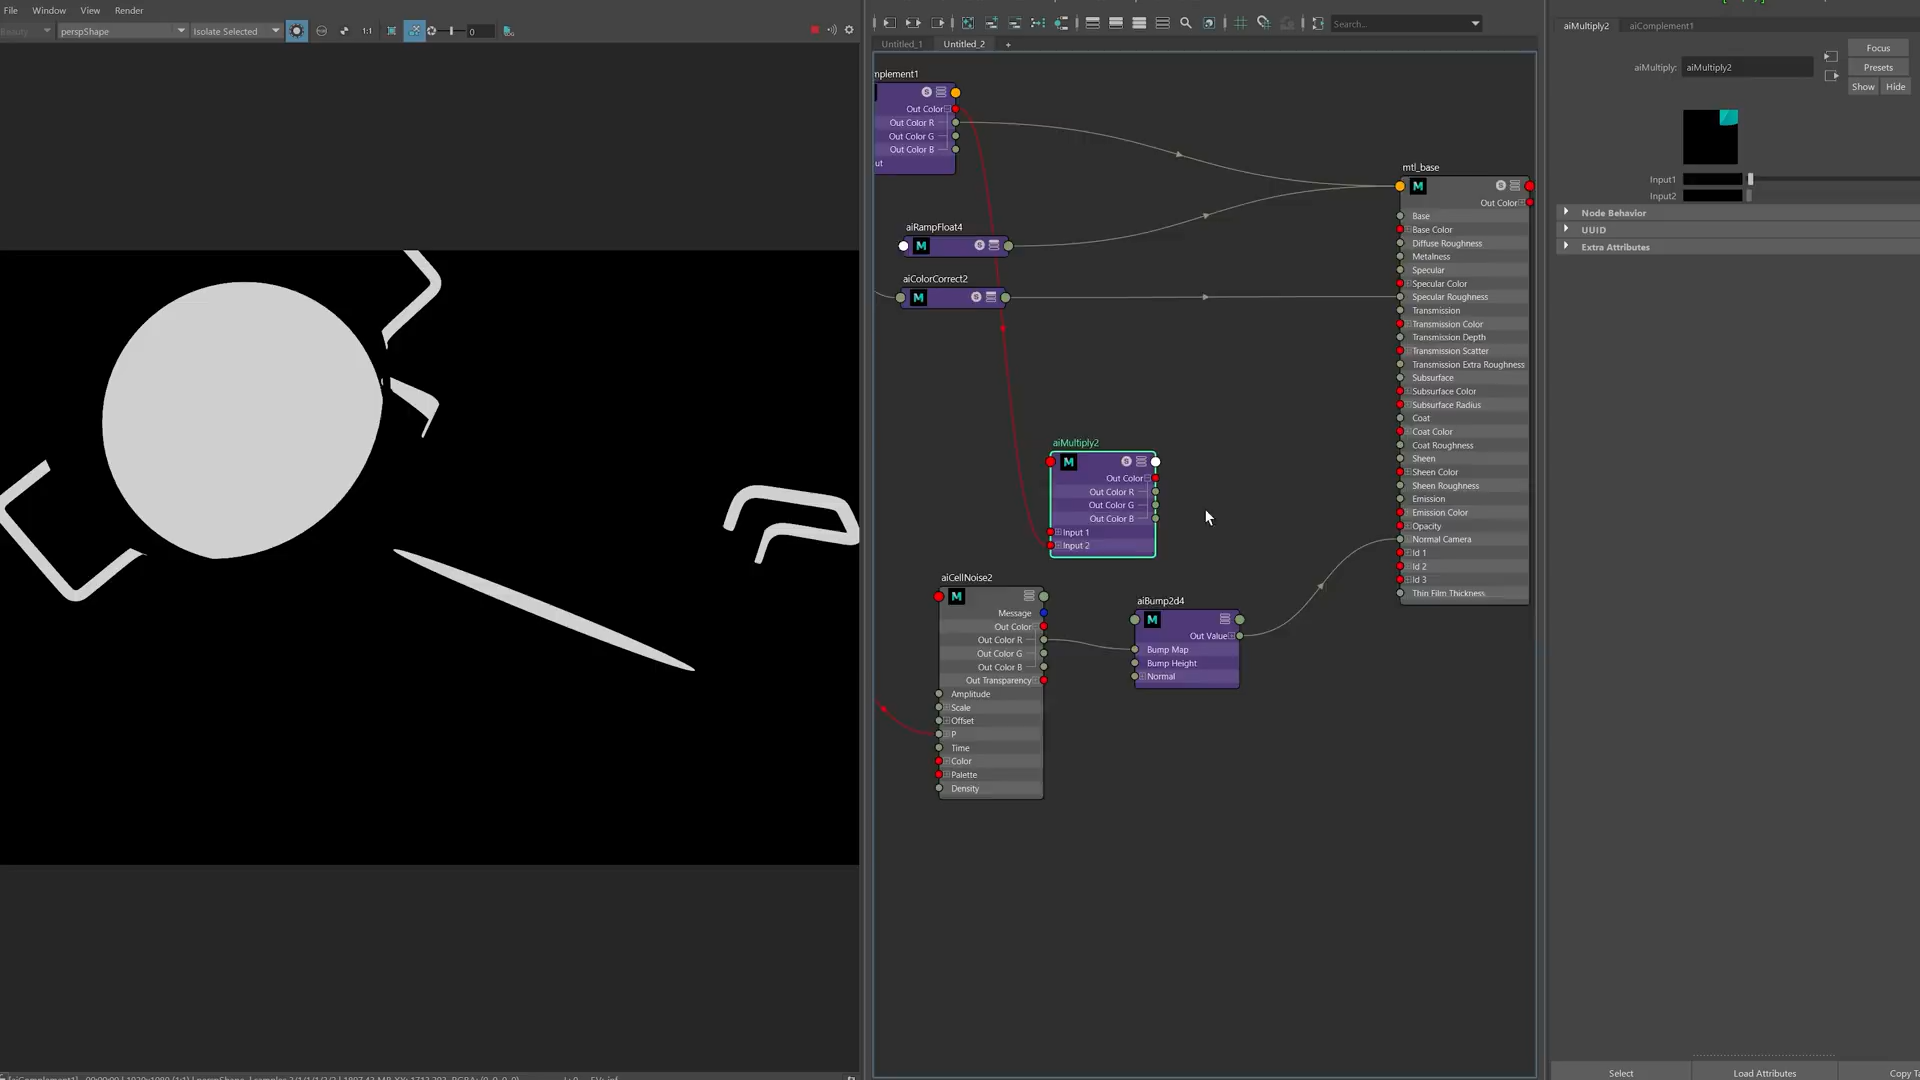 File Window View Render
perspShape Isolate Selected 1:1 0
Search...
Untitled_1 Untitled_2 +
aiMultiply2 aiComplement1
aiMultiply: aiMultiply2
Focus
Presets
Show Hide
Input1
Input2
Node Behavior
UUID
Extra Attributes
mplement1
Out Color
Out Color R
Out Color G
Out Color B
ut
aiRampFloat4
M
aiColorCorrect2
M
aiMultiply2
M
Out Color
Out Color R
Out Color G
Out Color B
Input 1
Input 2
aiCellNoise2
M
Message
Out Color
Out Color R
Out Color G
Out Color B
Out Transparency
Amplitude
Scale
Offset
P
Time
Color
Palette
Density
aiBump2d4
M
Out Value
Bump Map
Bump Height
Normal
mtl_base
M
Out Color
Base
Base Color
Diffuse Roughness
Metalness
Specular
Specular Color
Specular Roughness
Transmission
Transmission Color
Transmission Depth
Transmission Scatter
Transmission Extra Roughness
Subsurface
Subsurface Color
Subsurface Radius
Coat
Coat Color
Coat Roughness
Sheen
Sheen Color
Sheen Roughness
Emission
Emission Color
Opacity
Normal Camera
Id 1
Id 2
Id 3
Thin Film Thickness
Select Load Attributes Copy Ta